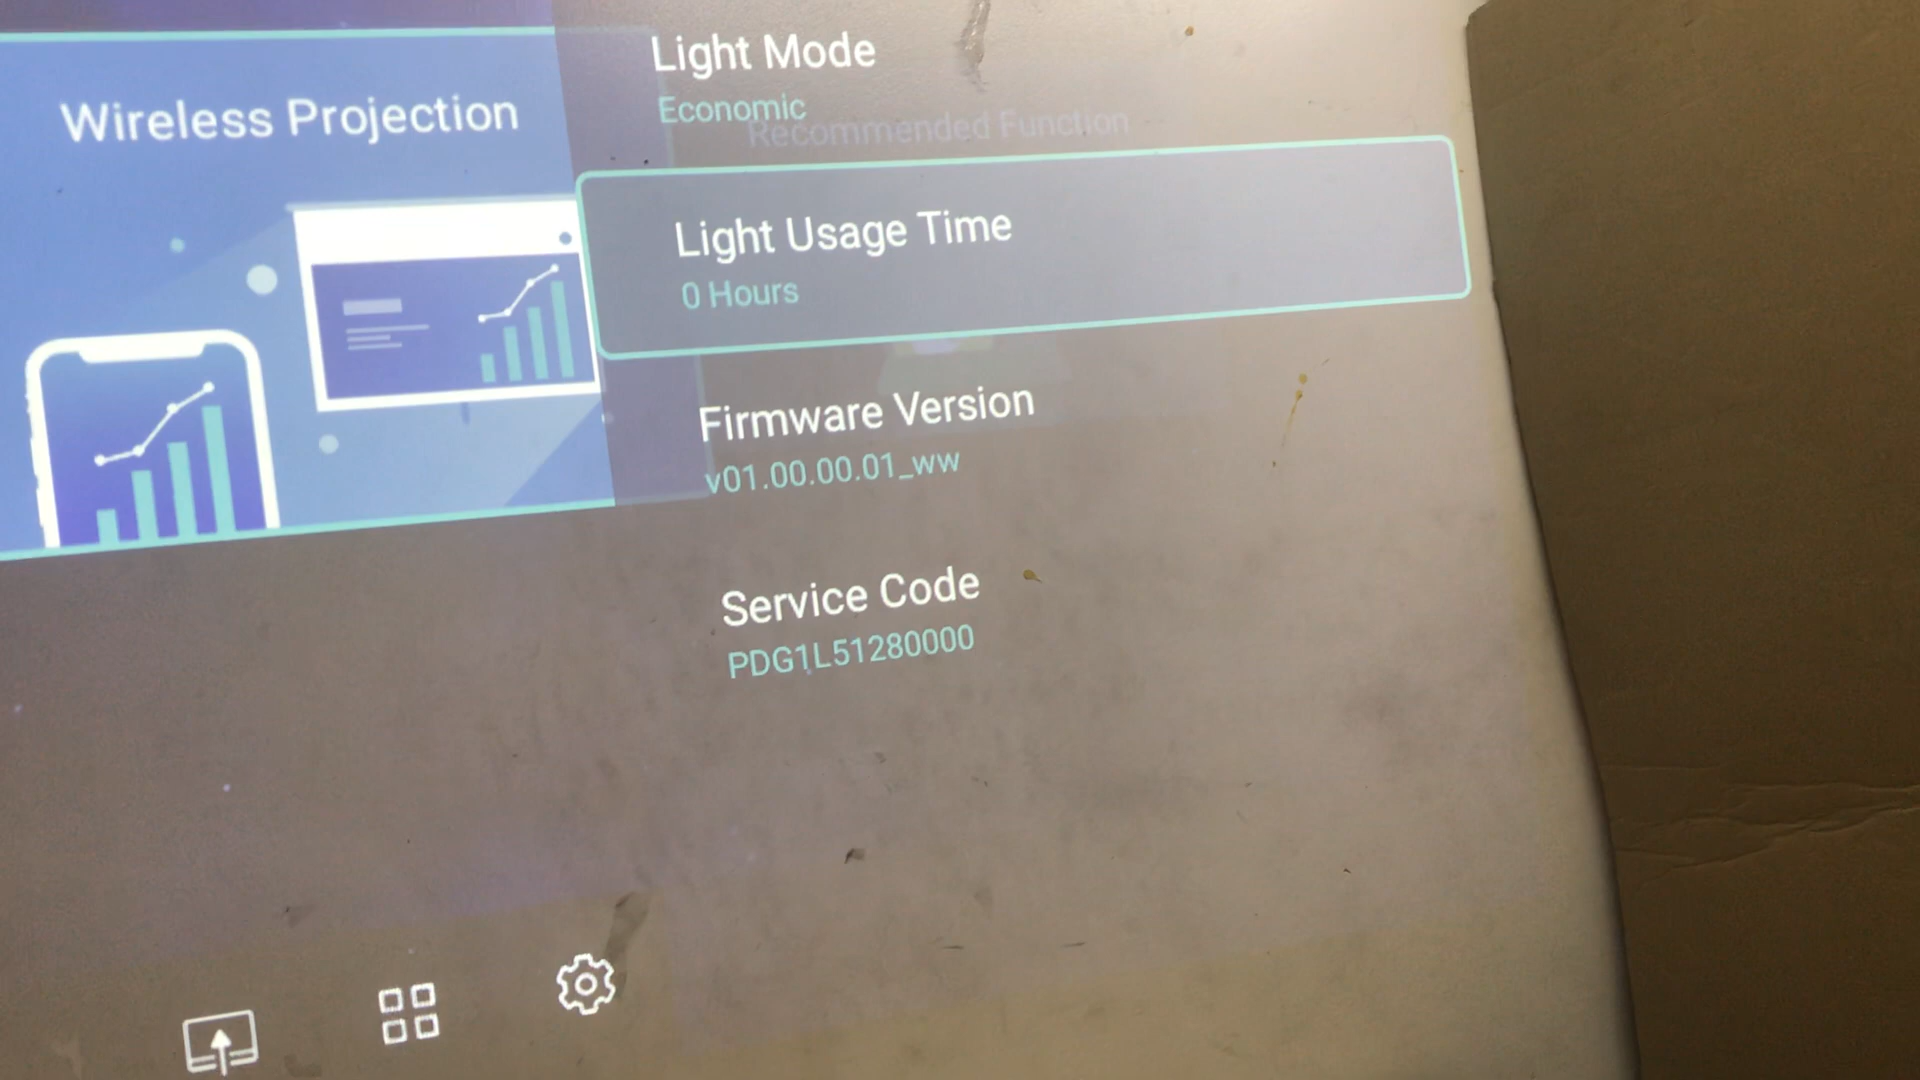 Wireless Projection
Light Mode
Economic
Recommended Function
Light Usage Time
0 Hours
Firmware Version
v01.00.00.01_ww
Service Code
PDG1L51280000